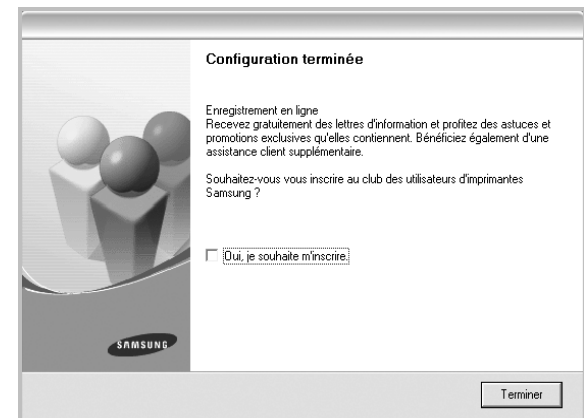 Configuration terminée
Enregistrement en ligne
Recevez gratuitement des lettres d'information et profitez des astuces et
promotions exclusives qu'elles contiennent. Bénéficiez également d'une
assistance client supplémentaire.
Souhaitez-vous vous inscrire au club des utilisateurs d'imprimantes
Samsung ?
Oui, je souhaite m'inscrire.
SAMSUNG
Terminer